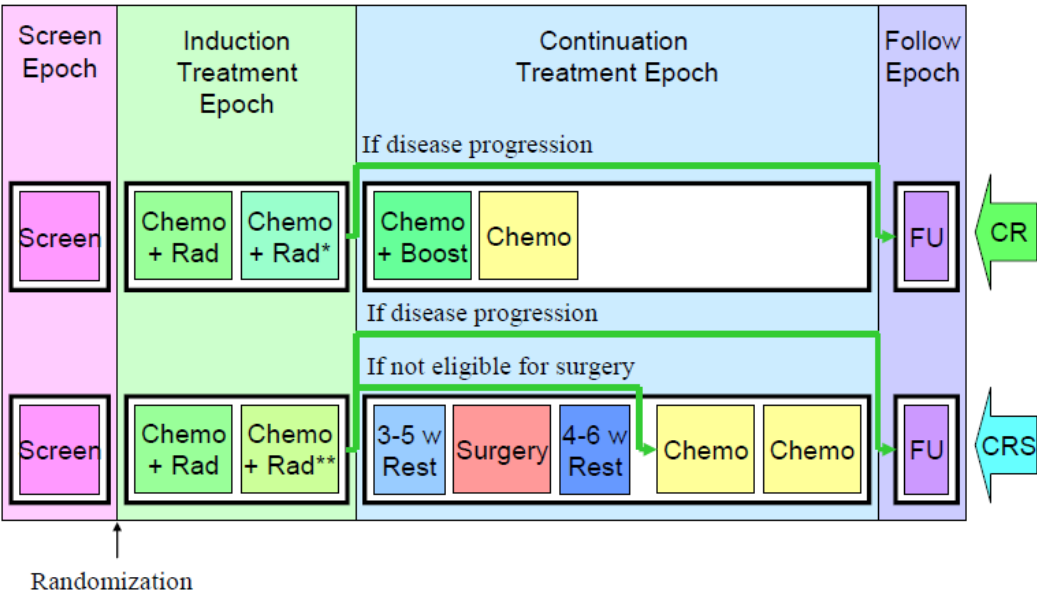 Screen
Epoch
Induction
Treatment
Epoch
Continuation
Treatment Epoch
Follow
Epoch
If disease progression
Screen
Chemo
+ Rad
Chemo
+ Rad*
Chemo
+ Boost
Chemo
FU
CR
If disease progression
If not eligible for surgery
Screen
Chemo
+ Rad
Chemo
+ Rad**
3-5 w
Rest
Surgery
4-6 w
Rest
Chemo
Chemo
FU
CRS
Randomization